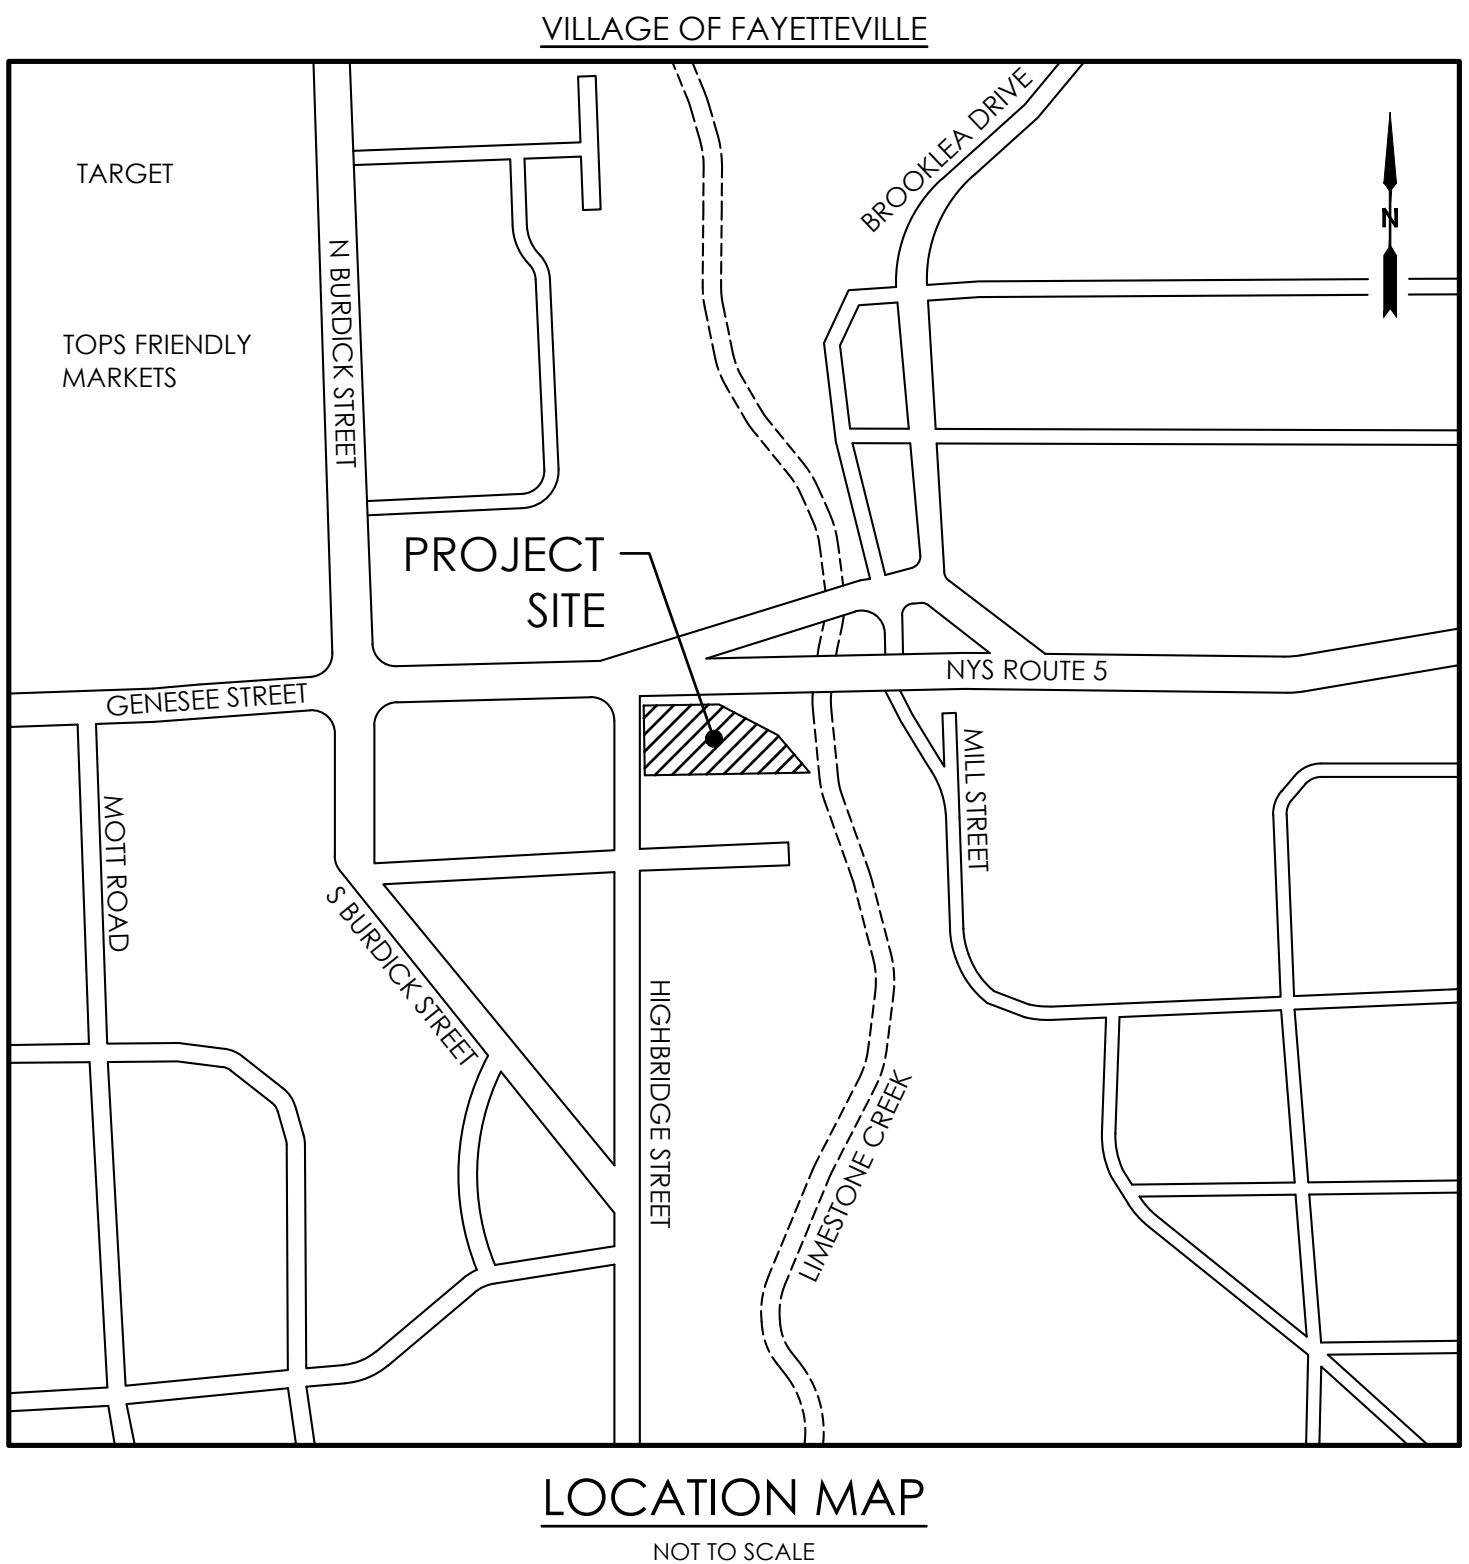 VILLAGE OF FAYETTEVILLE
BROOKLEA DRIVE
TARGET
N
N BURDICK STREET
TOPS FRIENDLY
MARKETS
PROJECT
SITE
NYS ROUTE 5
GENESEE STREET
MILL STREET
MOTT ROAD
S BURDICK STREET
HIGHBRIDGE STREET
LIMESTONE CREEK
LOCATION MAP
NOT TO SCALE